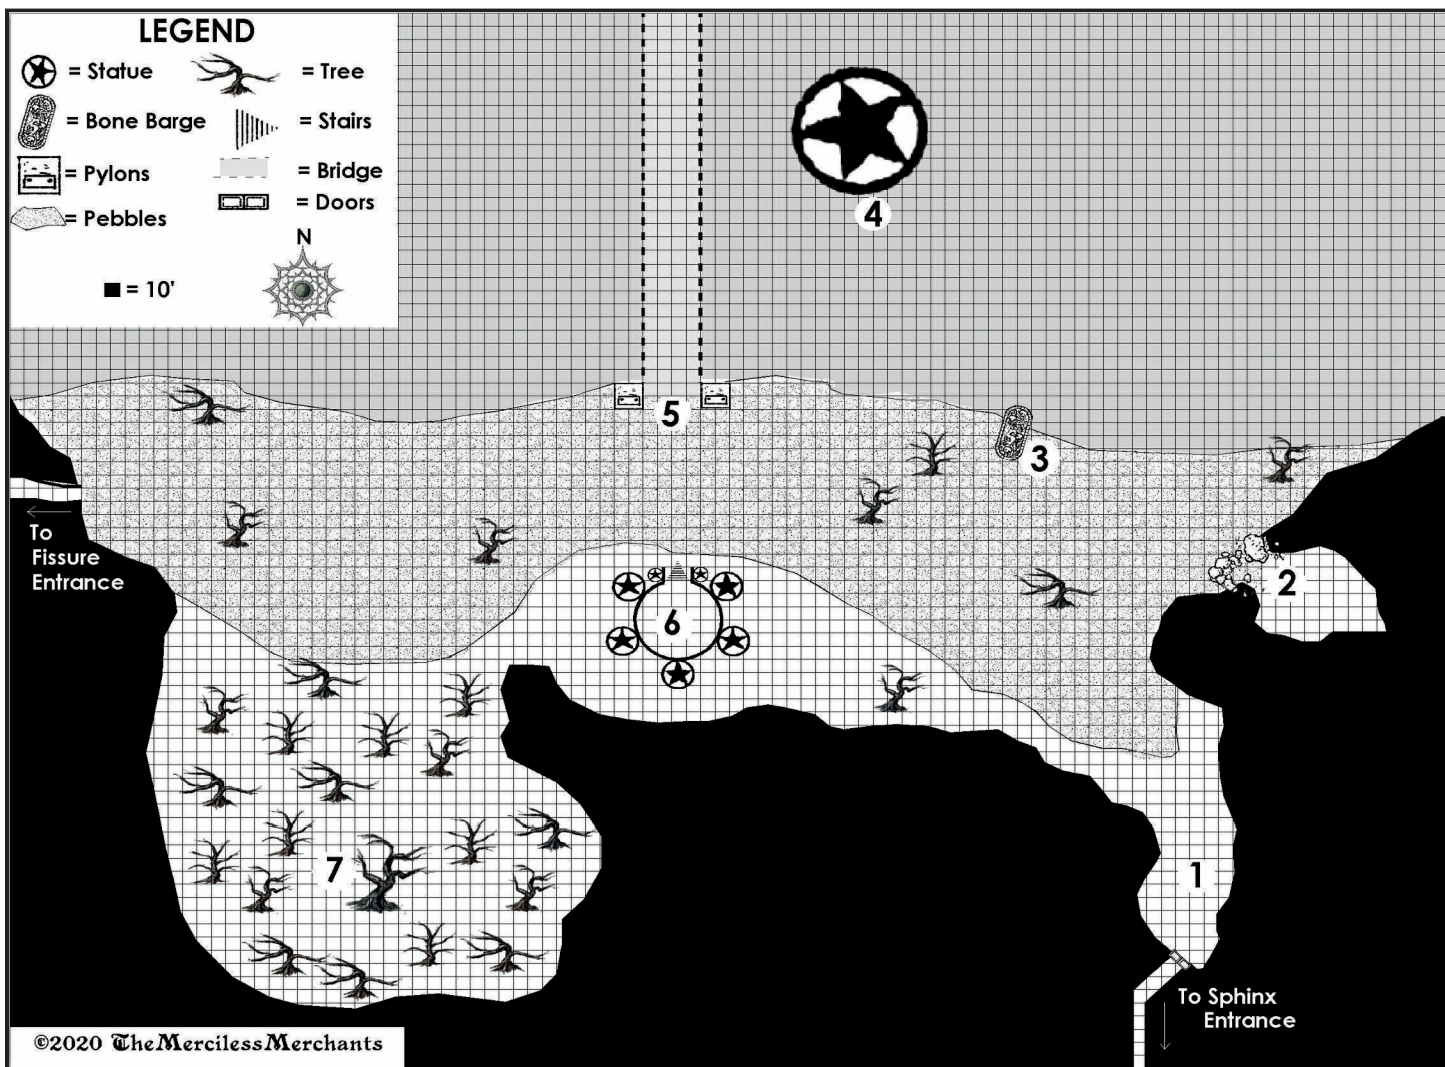 LEGEND
= Statue
= Tree
= Bone Barge
= Stairs
= Pylons
= Bridge
= Doors
= Pebbles
N
= 10'
4
5
3
To
Fissure
Entrance
2
6
7
1
To Sphinx
Entrance
©2020 TheMercilessMerchants